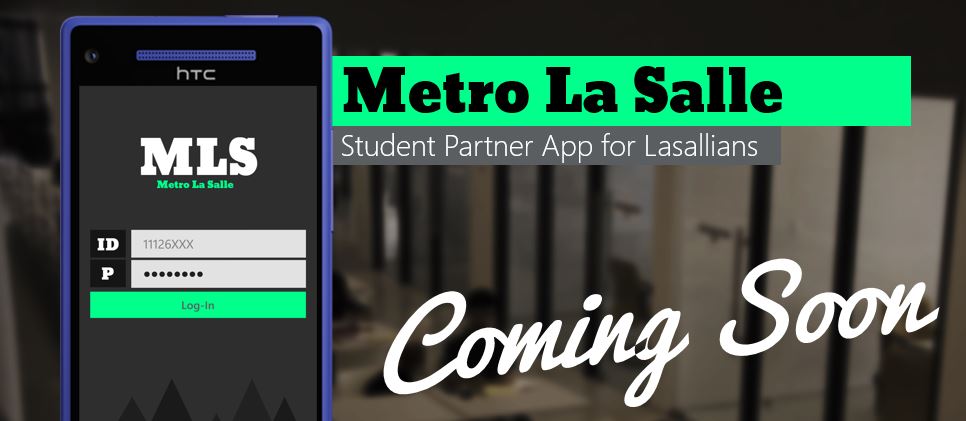 hTC
Metro La Salle
Student Partner App for Lasallians
MLS
Metro La Salle
ID 11126XXX
P ••••••••
Log-In
Coming Soon